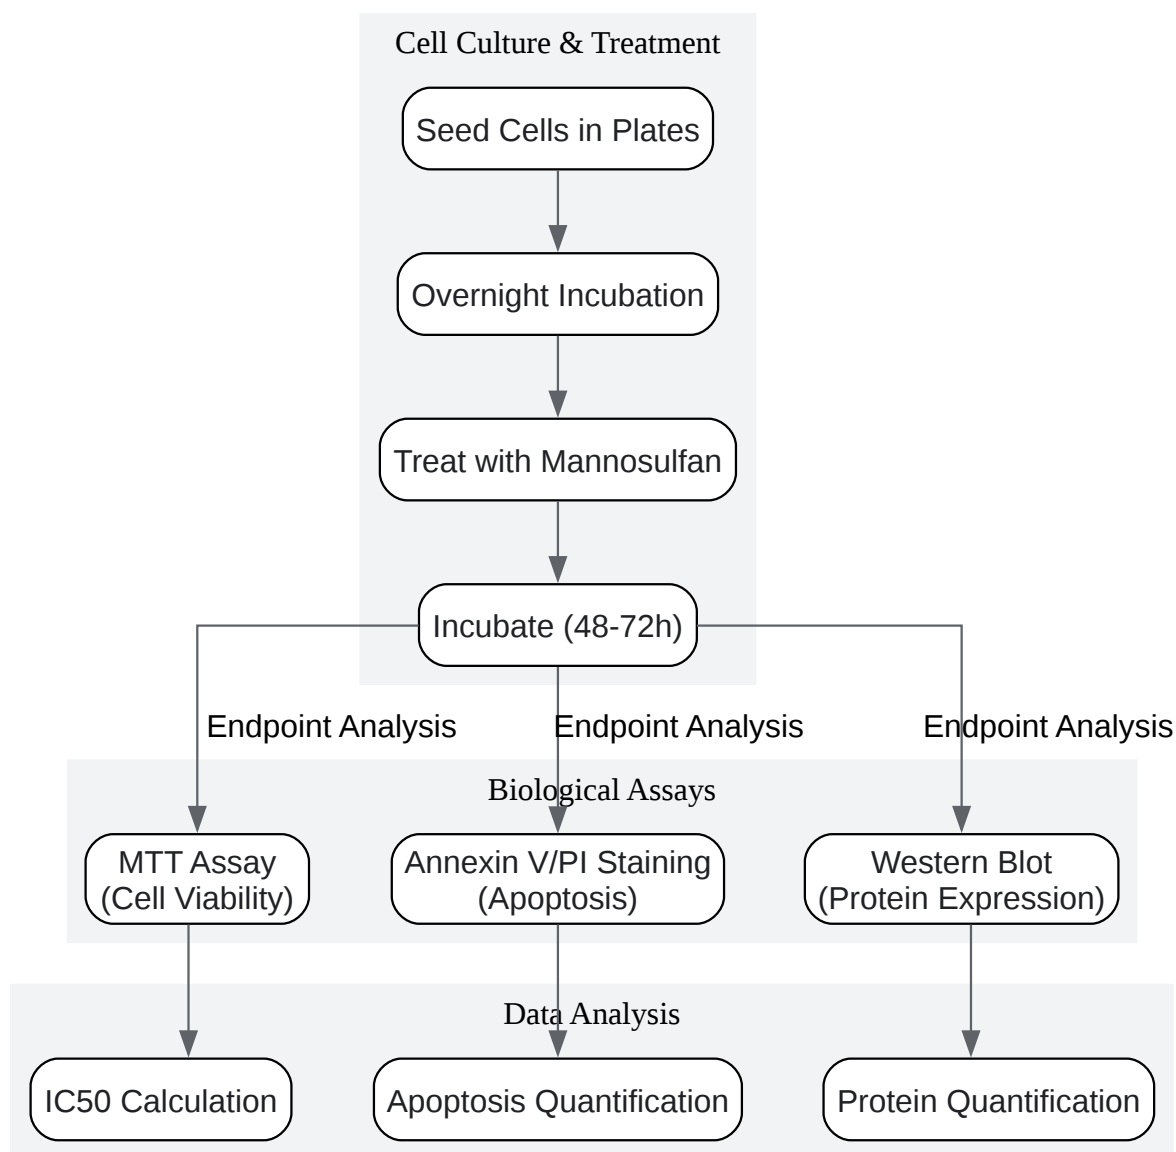 Cell Culture & Treatment
Seed Cells in Plates
Overnight Incubation
Treat with Mannosulfan
Incubate (48-72h)
Endpoint Analysis
Endpoint Analysis
Endpoint Analysis
Biological Assays
MTT Assay
(Cell Viability)
Annexin V/PI Staining
(Apoptosis)
Western Blot
(Protein Expression)
Data Analysis
IC50 Calculation
Apoptosis Quantification
Protein Quantification